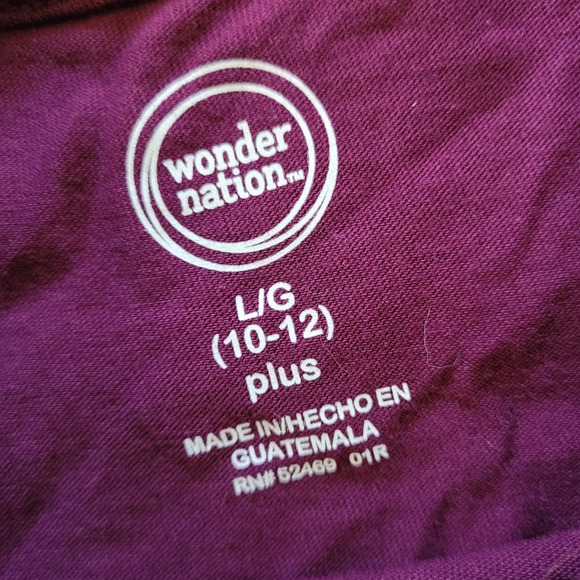 wonder
nation™
L/G
(10-12)
plus
MADE IN/HECHO EN
GUATEMALA
RN# 52469 01R